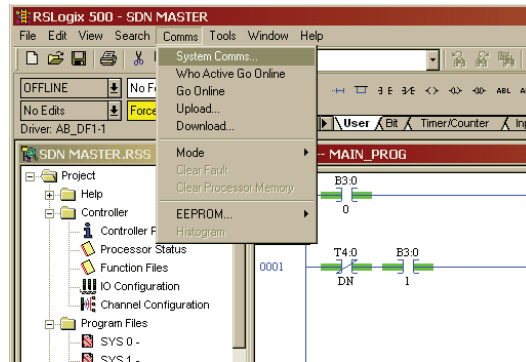 RSLogix 500 - SDN MASTER
File Edit View Search Comms Tools Window Help
System Comms...
Who Active Go Online
Go Online
Upload...
Download...
Mode
Clear Fault
Clear Processor Memory
EEPROM...
Histogram
OFFLINE
No Edits
Driver: AB_DF1-1
ABL
User Bit Timer/Counter
SDN MASTER.RSS
MAIN_PROG
Project
Help
Controller
Processor Status
Function Files
IO Configuration
Channel Configuration
Program Files
SYS 0 -
SYS 1 -
B3:0
0
0001
T4:0 B3:0
DN 1